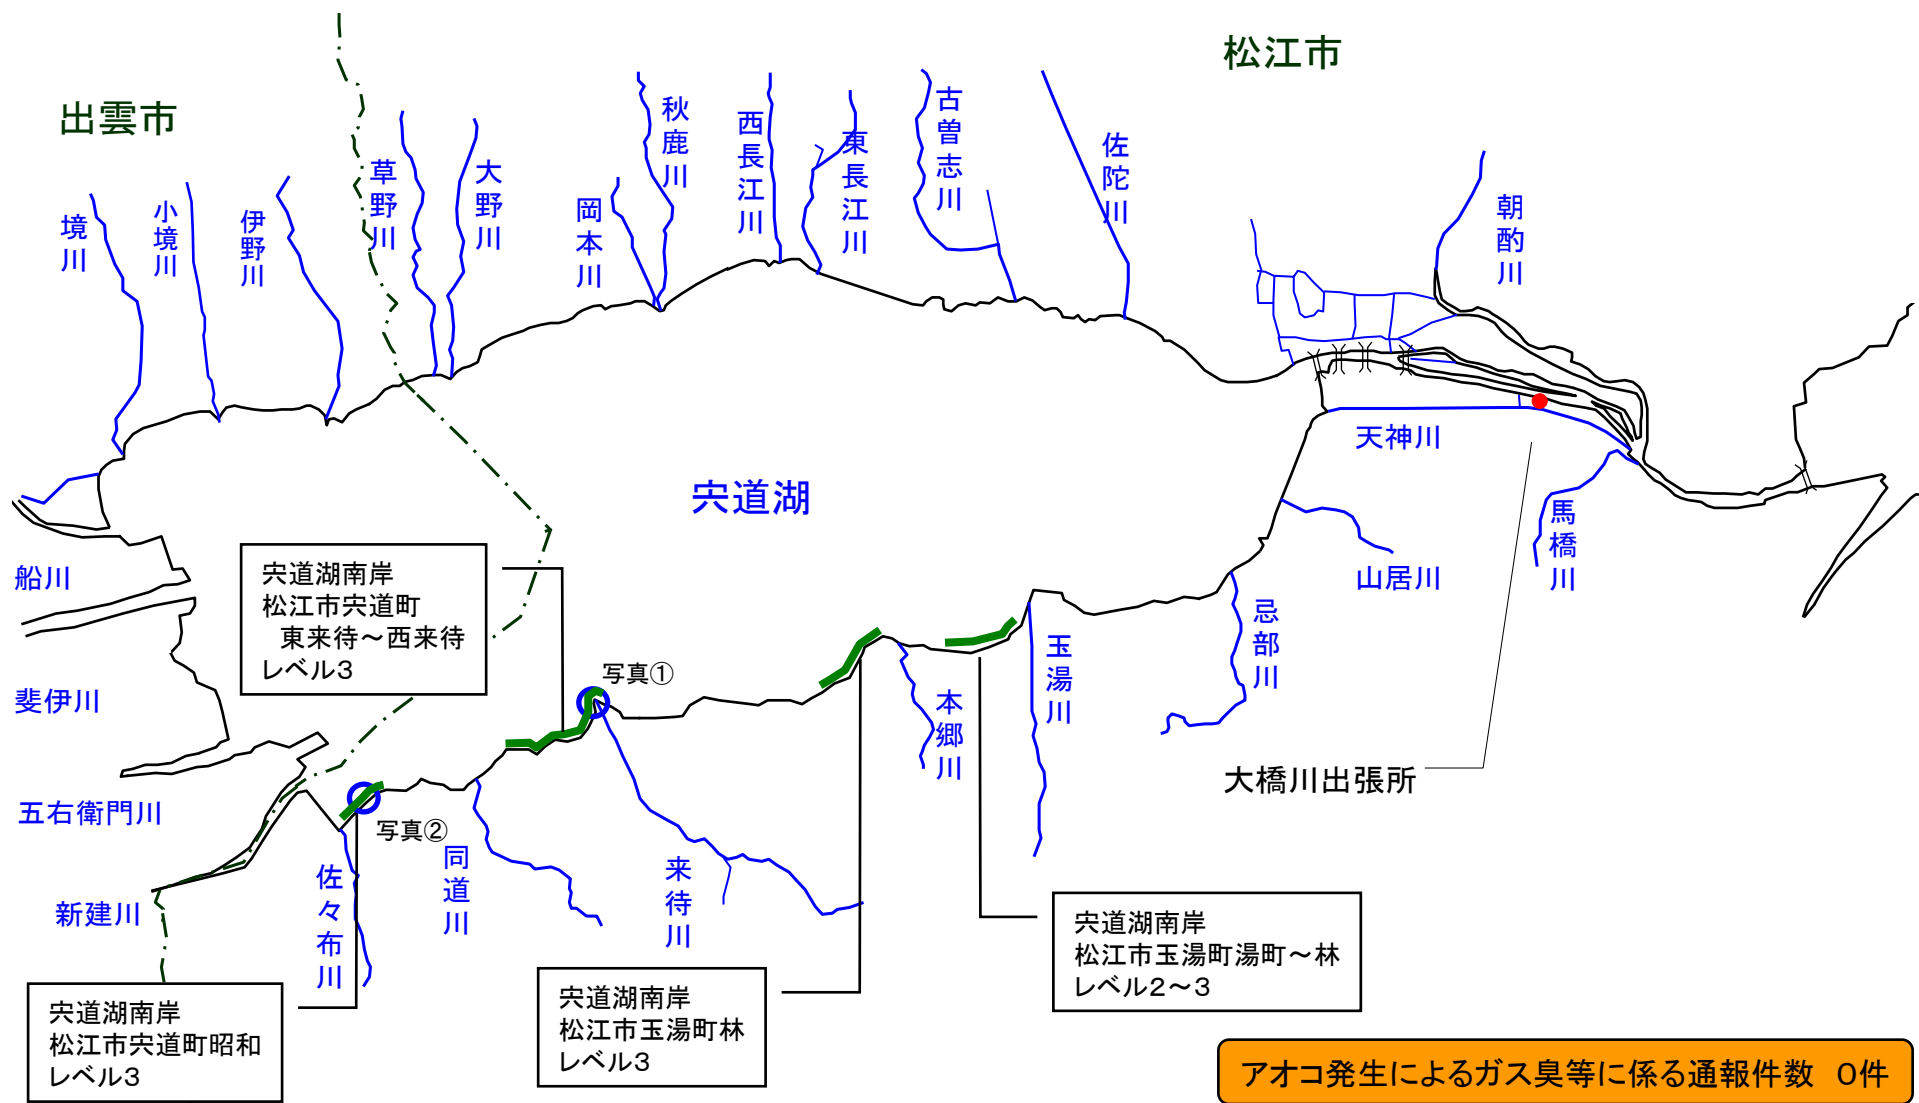 松江市
出雲市
境川
小境川
伊野川
草野川
大野川
岡本川
秋鹿川
西長江川
東長江川
古曽志川
佐陀川
朝酌川
天神川
宍道湖
馬橋川
山居川
船川
宍道湖南岸
松江市宍道町
東来待～西来待
レベル3
忌部川
玉湯川
写真①
本郷川
斐伊川
大橋川出張所
五右衛門川
写真②
同道川
来待川
佐々布川
新建川
宍道湖南岸
松江市玉湯町湯町～林
レベル2～3
宍道湖南岸
松江市玉湯町林
レベル3
宍道湖南岸
松江市宍道町昭和
レベル3
アオコ発生によるガス臭等に係る通報件数　0件